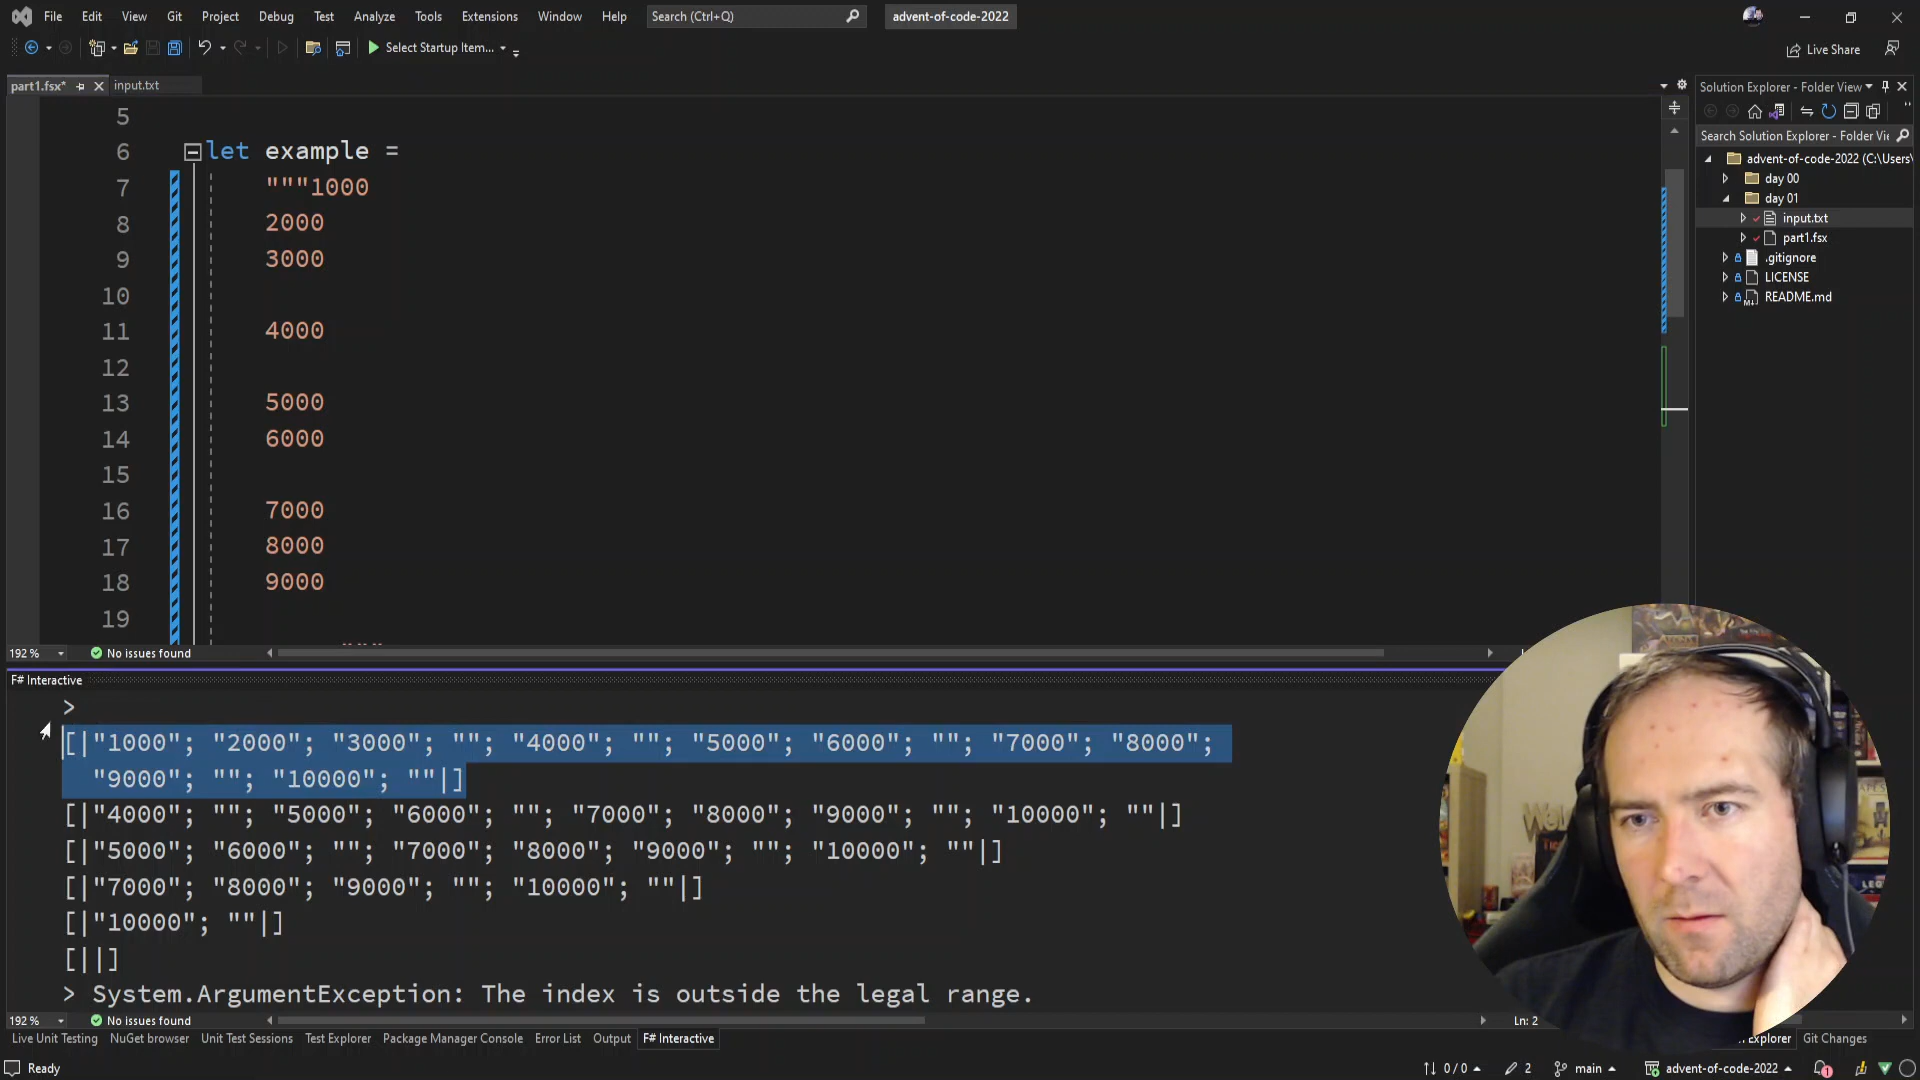 File Edit View Git Project Debug Test Analyze Tools Extensions Window Help Search (Ctrl+Q) advent-of-code-2022
Select Startup Item... Live Share
part1.fsx* input.txt
5
6 let example =
7 """1000
8 2000
9 3000
10
11 4000
12
13 5000
14 6000
15
16 7000
17 8000
18 9000
19
"""
192 % No issues found
Solution Explorer - Folder View
Search Solution Explorer - Folder Vie
advent-of-code-2022 (C:\Users\
day 00
day 01
input.txt
part1.fsx
.gitignore
LICENSE
README.md
F# Interactive
>
[|"1000"; "2000"; "3000"; ""; "4000"; ""; "5000"; "6000"; ""; "7000"; "8000";
"9000"; ""; "10000"; ""|]
[|"4000"; ""; "5000"; "6000"; ""; "7000"; "8000"; "9000"; ""; "10000"; ""|]
[|"5000"; "6000"; ""; "7000"; "8000"; "9000"; ""; "10000"; ""|]
[|"7000"; "8000"; "9000"; ""; "10000"; ""|]
[|"10000"; ""|]
[||]
> System.ArgumentException: The index is outside the legal range.
192 % No issues found Ln: 2
Live Unit Testing NuGet browser Unit Test Sessions Test Explorer Package Manager Console Error List Output F# Interactive Explorer Git Changes
Ready 0 / 0 2 main advent-of-code-2022 1